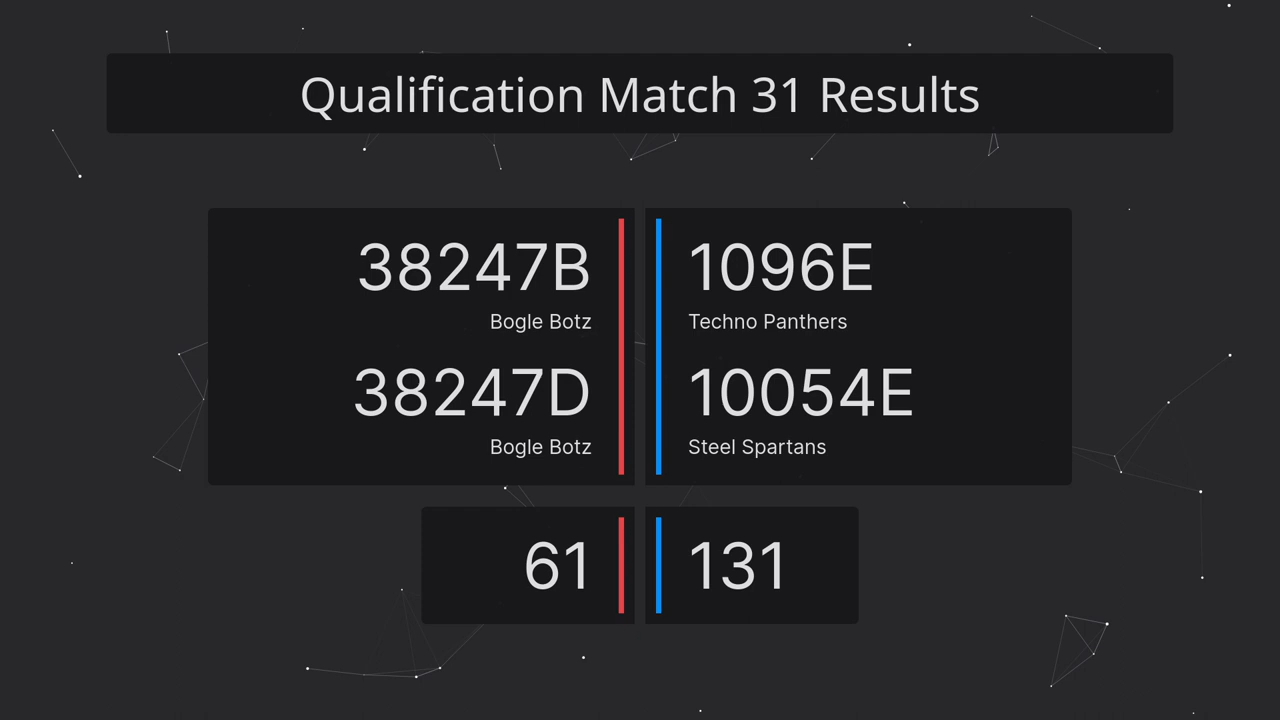 Qualification Match 31 Results
38247B
Bogle Botz
38247D
Bogle Botz
1096E
Techno Panthers
10054E
Steel Spartans
61
131